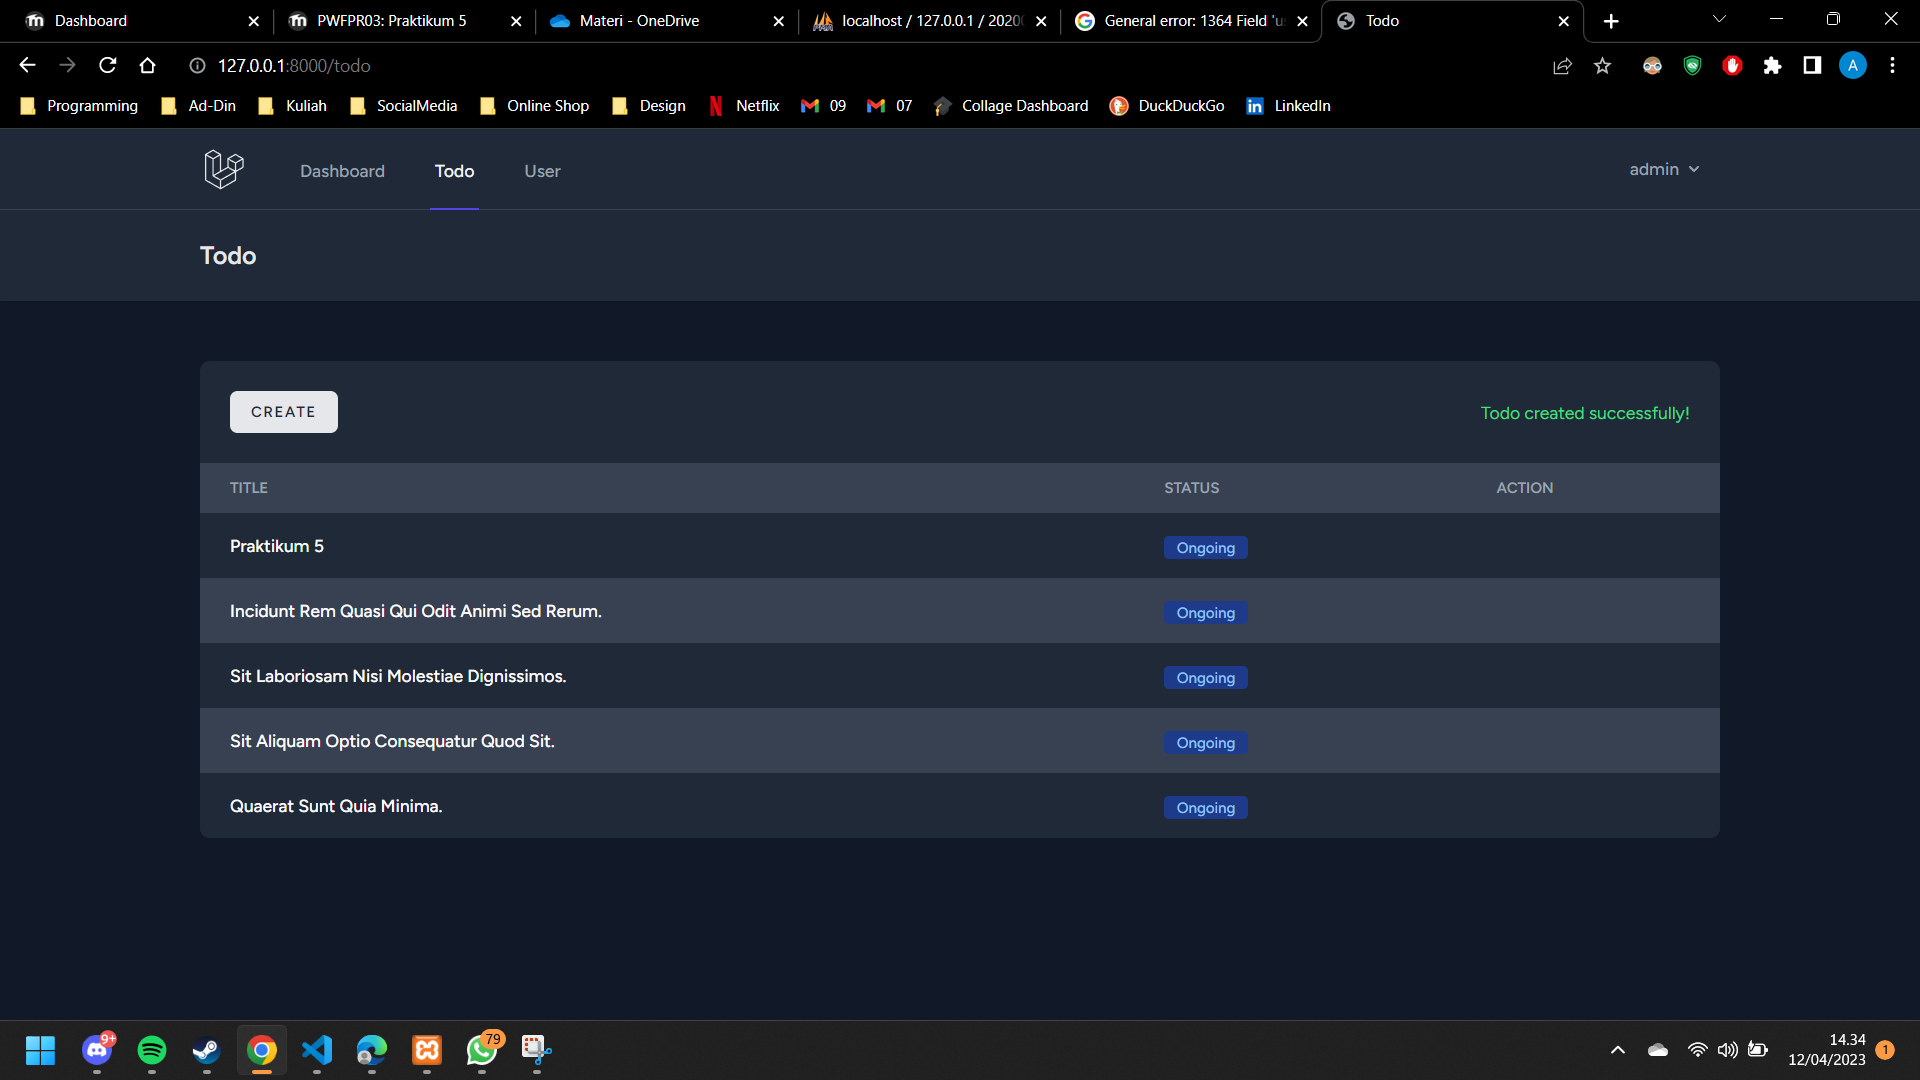 Dashboard
PWFPR03: Praktikum 5
Materi - OneDrive
localhost / 127.0.0.1 / 2020
General error: 1364 Field 'u
Todo
127.0.0.1:8000/todo
A
Programming
Ad-Din
Kuliah
SocialMedia
Online Shop
Design
Netflix
09
07
Collage Dashboard
DuckDuckGo
LinkedIn
Dashboard
Todo
User
admin
Todo
CREATE
Todo created successfully!
TITLE STATUS ACTION
Praktikum 5 Ongoing
Incidunt Rem Quasi Qui Odit Animi Sed Rerum. Ongoing
Sit Laboriosam Nisi Molestiae Dignissimos. Ongoing
Sit Aliquam Optio Consequatur Quod Sit. Ongoing
Quaerat Sunt Quia Minima. Ongoing
9+
79
14.34
12/04/2023
1